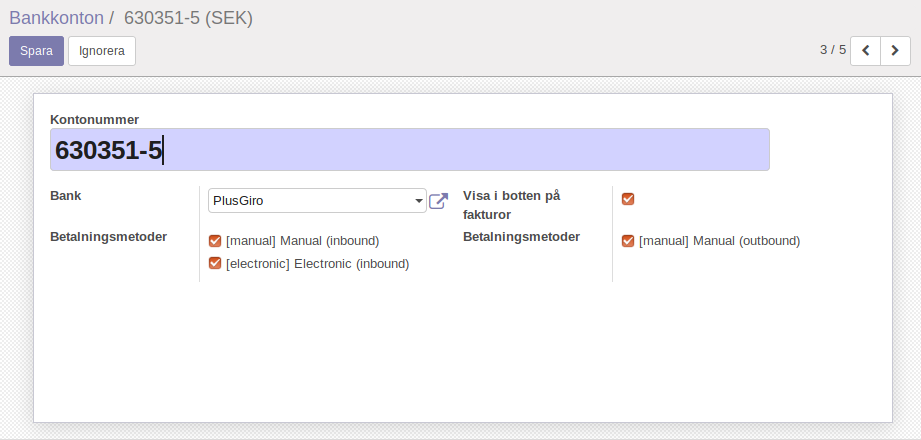 Bankkonton / 630351-5 (SEK)
Spara Ignorera 3 / 5
Kontonummer
630351-5
Bank PlusGiro Visa i botten på
fakturor
Betalningsmetoder [manual] Manual (inbound) Betalningsmetoder [manual] Manual (outbound)
[electronic] Electronic (inbound)